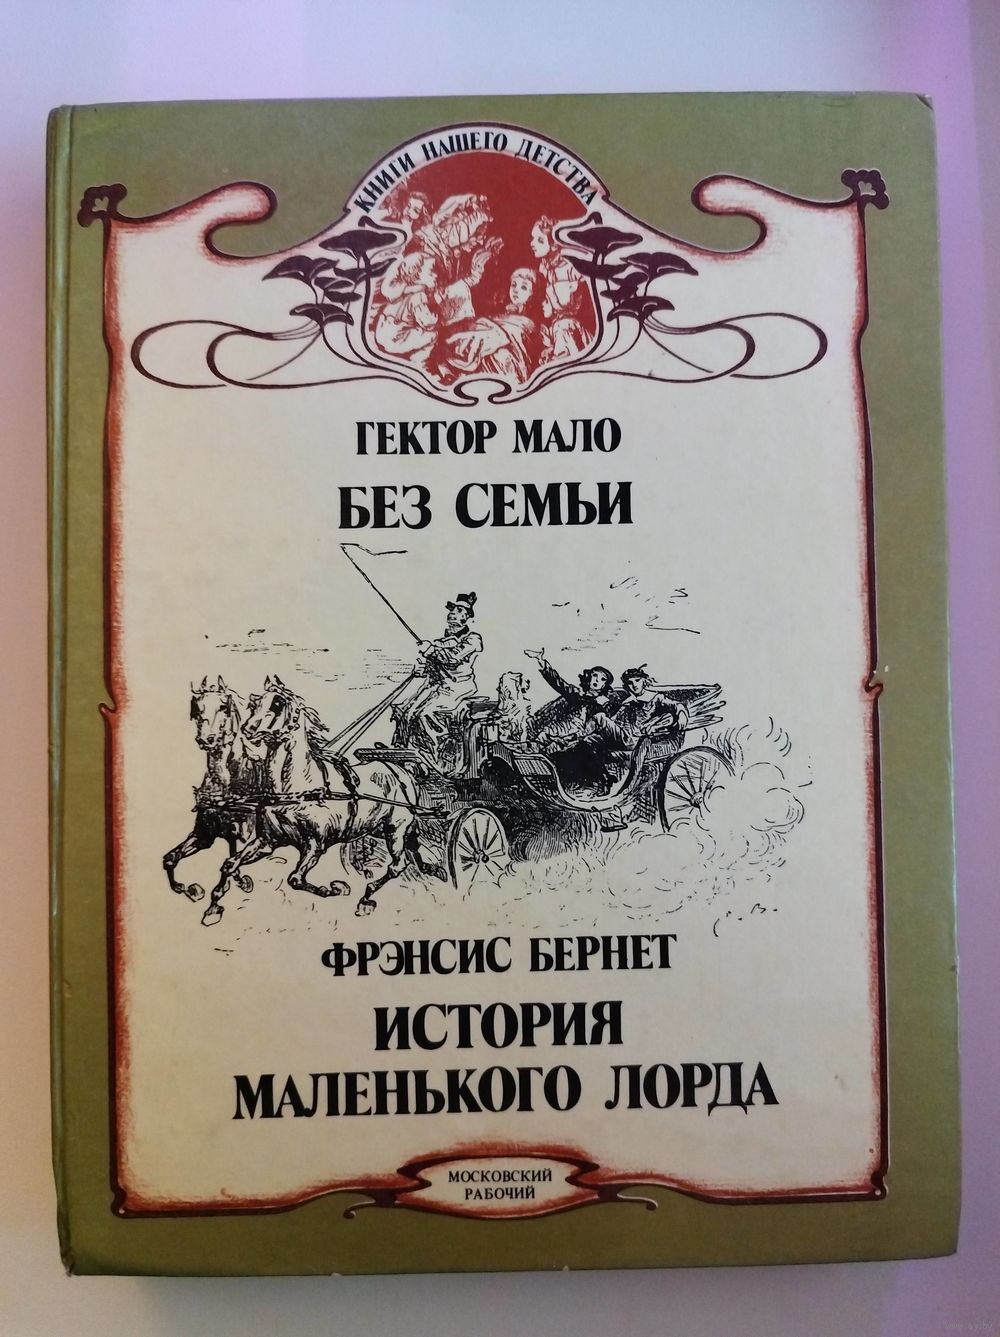 КНИГИ НАШЕГО ДЕТСТВА
ГЕКТОР МАЛО
БЕЗ СЕМЬИ
ФРЭНСИС БЕРНЕТ
ИСТОРИЯ
МАЛЕНЬКОГО ЛОРДА
МОСКОВСКИЙ
РАБОЧИЙ